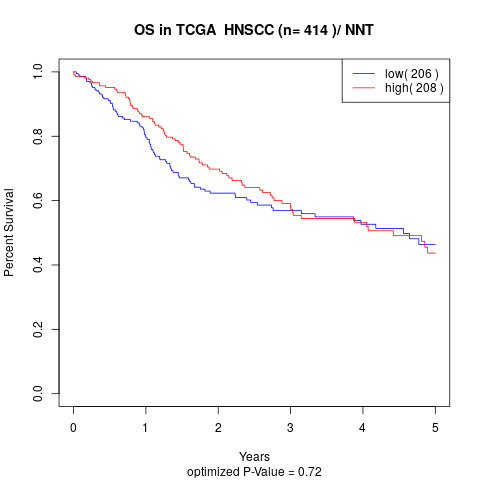 OS in TCGA  HNSCC (n= 414 )/ NNT
low( 206 )
high( 208 )
1.0
0.8
0.6
0.4
0.2
0.0
Percent Survival
0 1 2 3 4 5
Years
optimized P-Value = 0.72